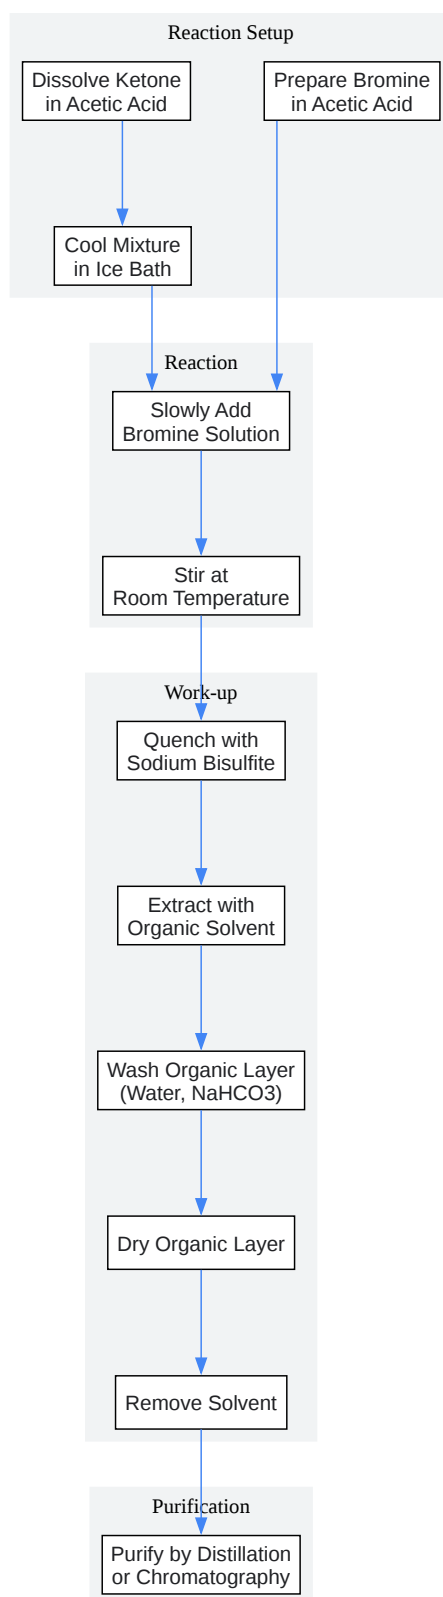 Reaction Setup
Dissolve Ketone
in Acetic Acid
Prepare Bromine
in Acetic Acid
Cool Mixture
in Ice Bath
Reaction
Slowly Add
Bromine Solution
Stir at
Room Temperature
Work-up
Quench with
Sodium Bisulfite
Extract with
Organic Solvent
Wash Organic Layer
(Water, NaHCO3)
Dry Organic Layer
Remove Solvent
Purification
Purify by Distillation
or Chromatography